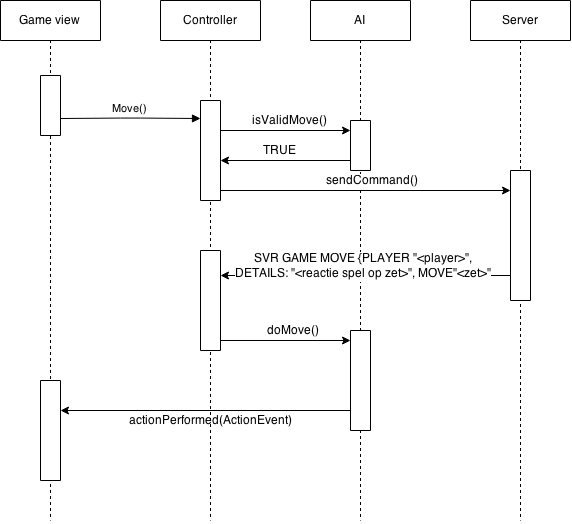 Game view
Controller
AI
Server
Move()
isValidMove()
TRUE
sendCommand()
SVR GAME MOVE {PLAYER "<player>",
DETAILS: "<reactie spel op zet>", MOVE"<zet>"
doMove()
actionPerformed(ActionEvent)